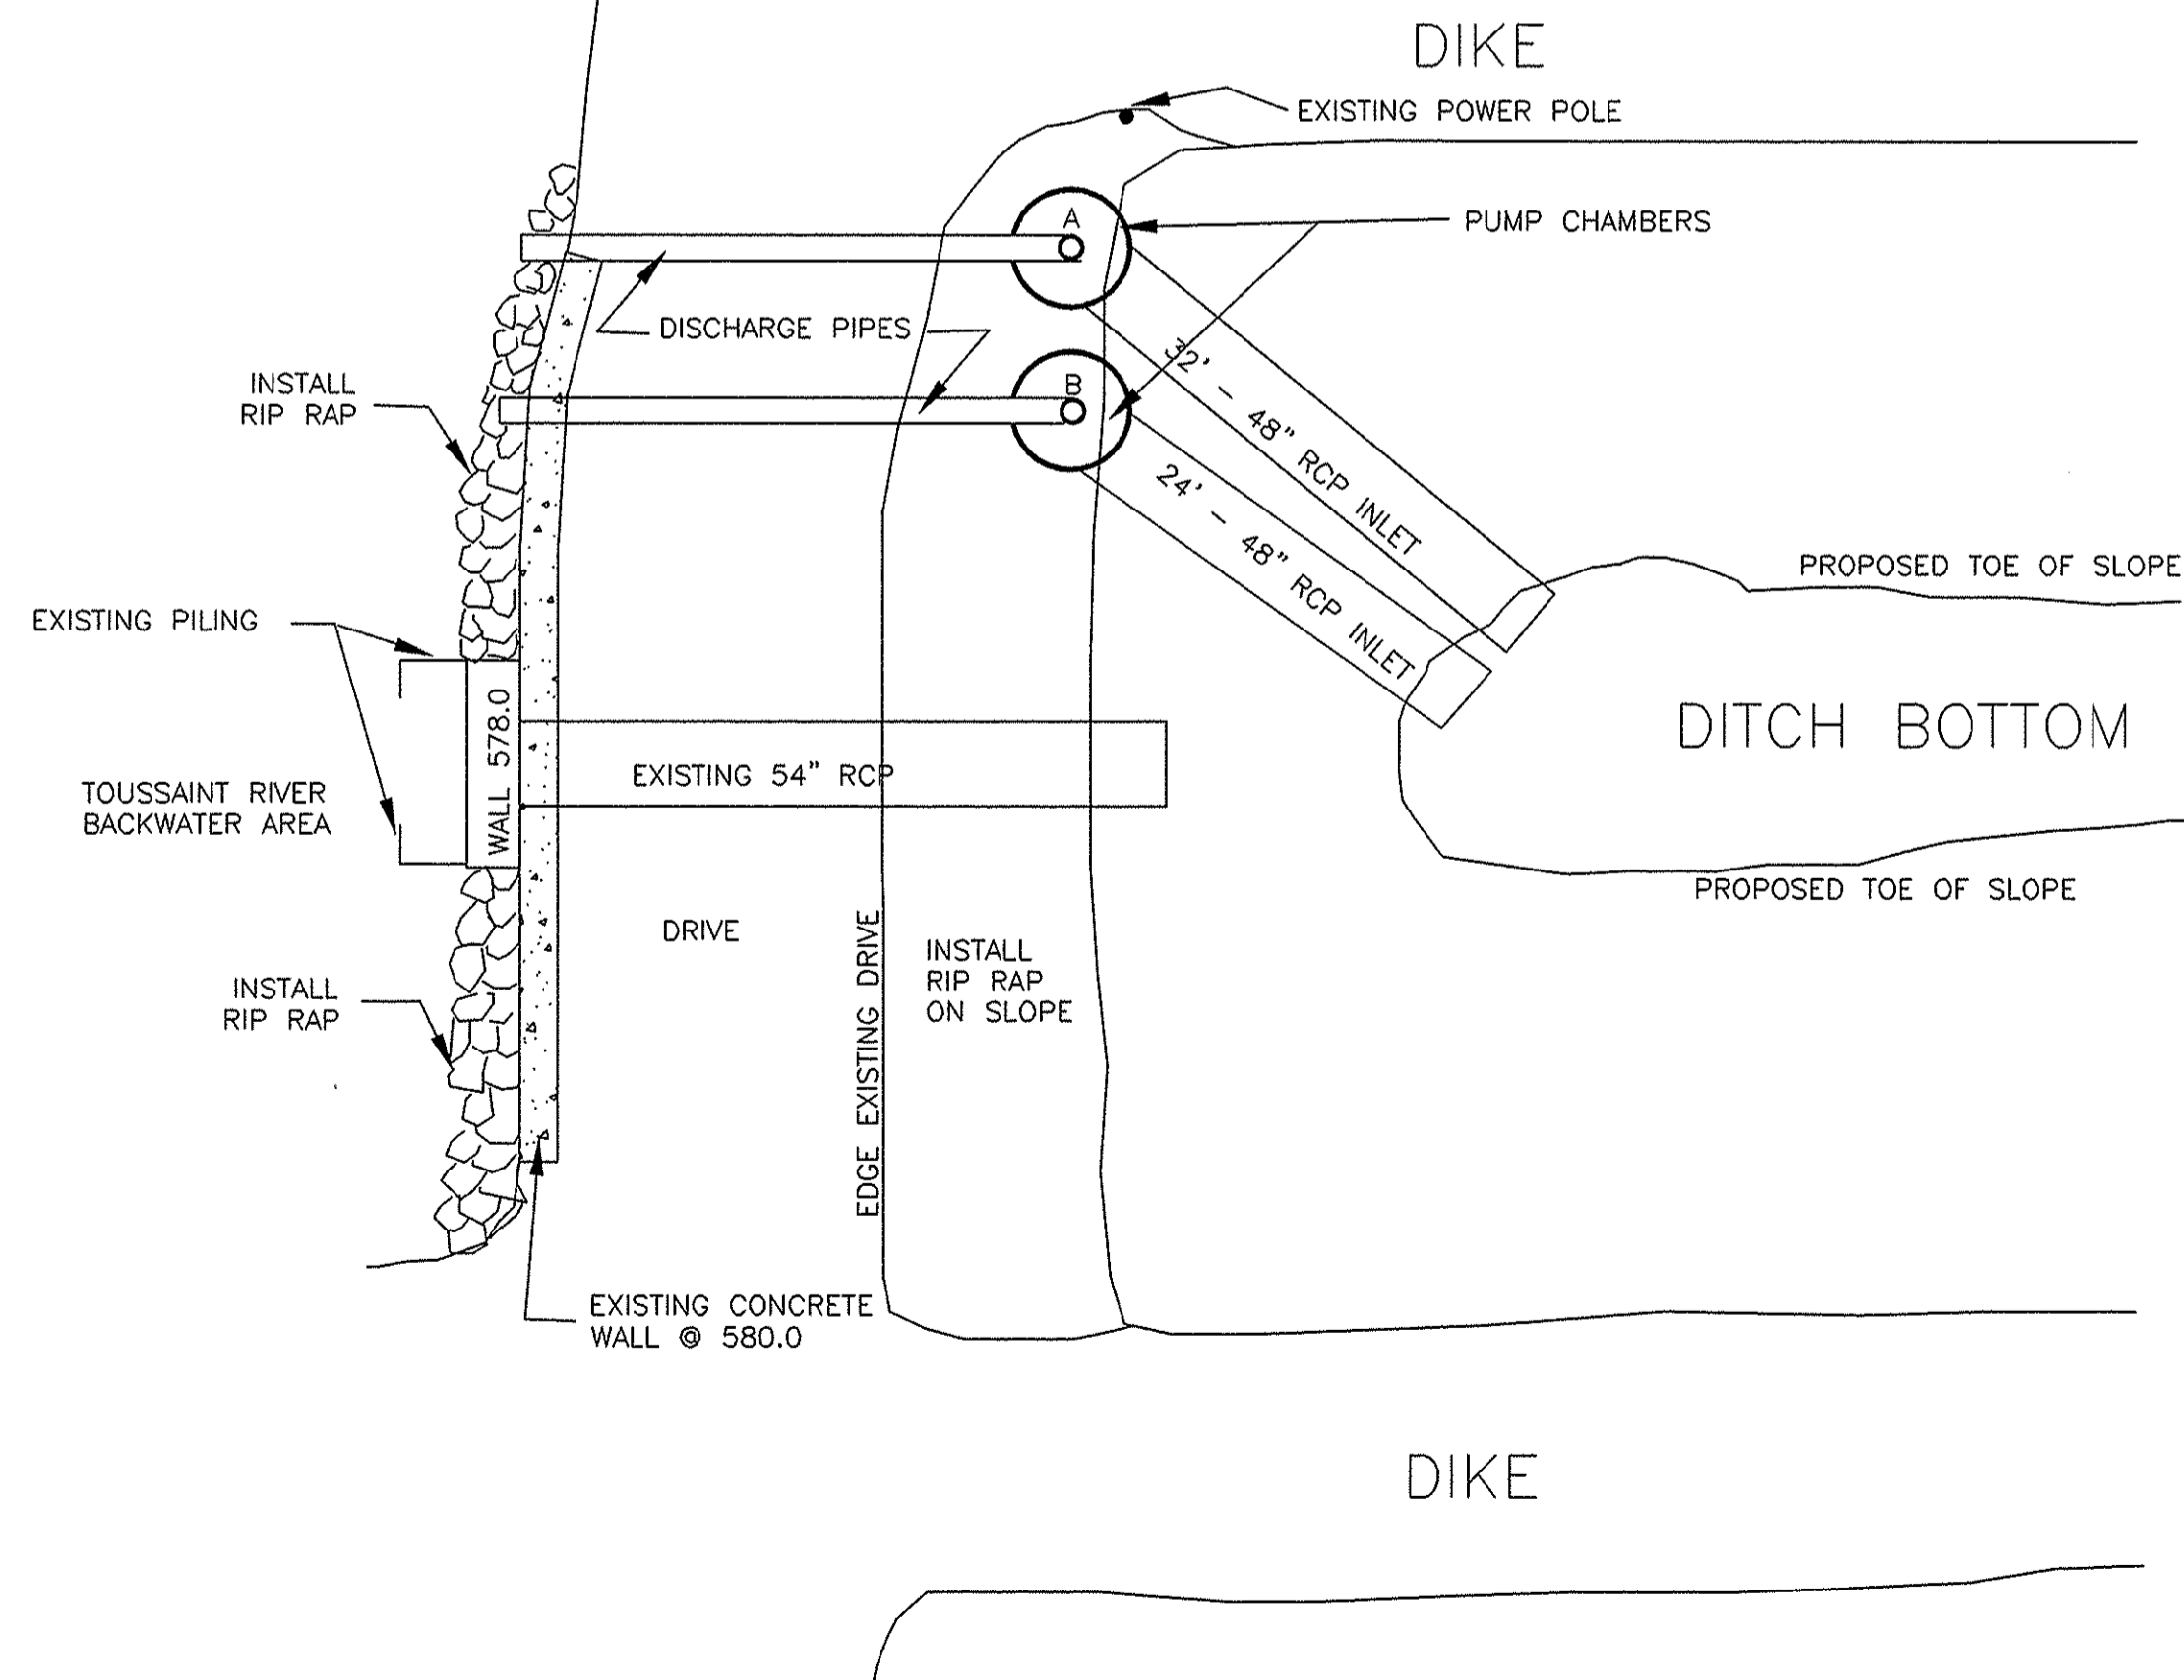 DIKE
EXISTING POWER POLE
A
PUMP CHAMBERS
DISCHARGE PIPES
B
32' - 48" RCP INLET
24' - 48" RCP INLET
INSTALL
RIP RAP
PROPOSED TOE OF SLOPE
EXISTING PILING
WALL 578.0
DITCH BOTTOM
EXISTING 54" RCP
TOUSSAINT RIVER
BACKWATER AREA
PROPOSED TOE OF SLOPE
DRIVE
EDGE EXISTING DRIVE
INSTALL
RIP RAP
ON SLOPE
INSTALL
RIP RAP
EXISTING CONCRETE
WALL @ 580.0
DIKE